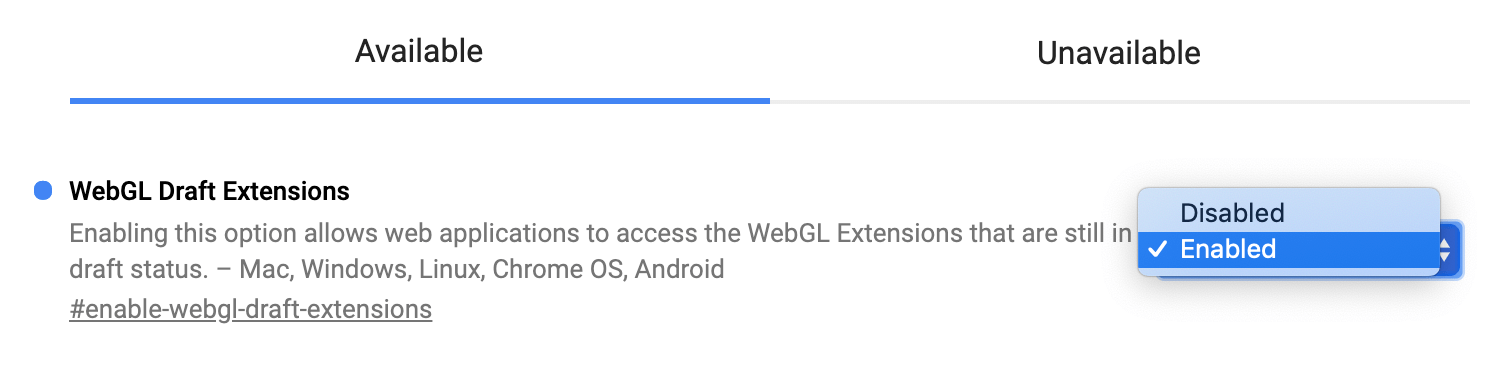 Available
Unavailable
WebGL Draft Extensions
Enabling this option allows web applications to access the WebGL Extensions that are still in
draft status. – Mac, Windows, Linux, Chrome OS, Android
#enable-webgl-draft-extensions
Disabled
Enabled